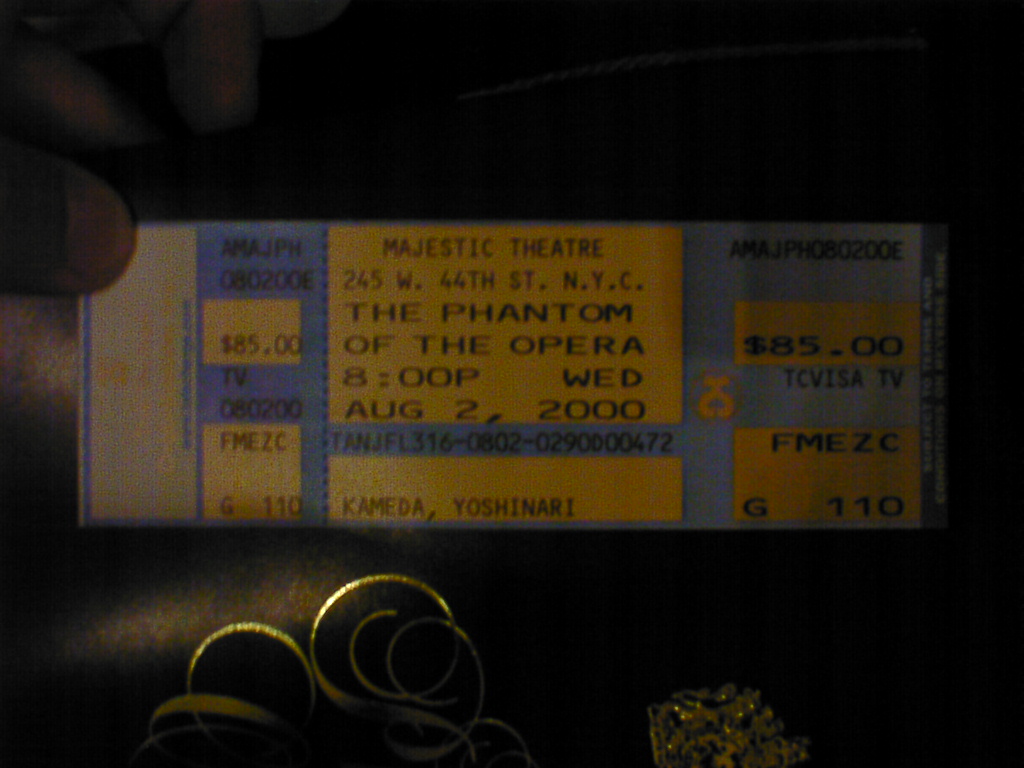 AMAJPH
080200E
$85.00
TV
080200
FMEZC
G 110
MAJESTIC THEATRE
245 W. 44TH ST. N.Y.C.
THE PHANTOM
OF THE OPERA
8:00P WED
AUG 2, 2000
TANJFL316-0802-0290D00472
KAMEDA, YOSHINARI
AMAJPH080200E
$85.00
TCVISA TV
FMEZC
G 110